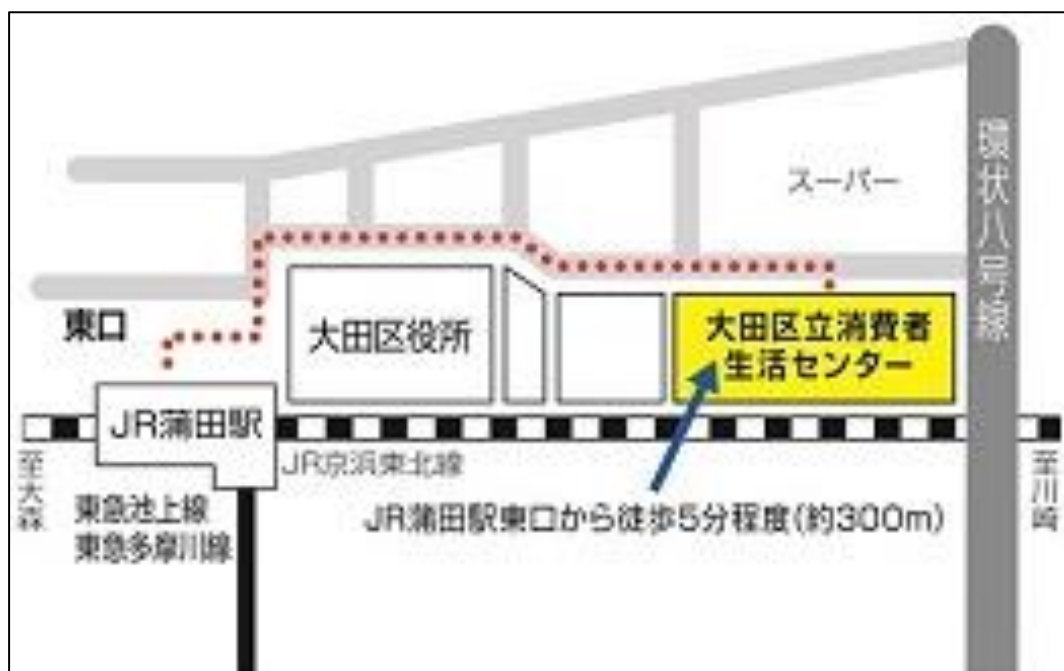 スーパー
環状八号線
東口
大田区役所
大田区立消費者
生活センター
JR蒲田駅
JR京浜東北線
至大森
東急池上線
東急多摩川線
JR蒲田駅東口から徒歩5分程度(約300m)
至川崎